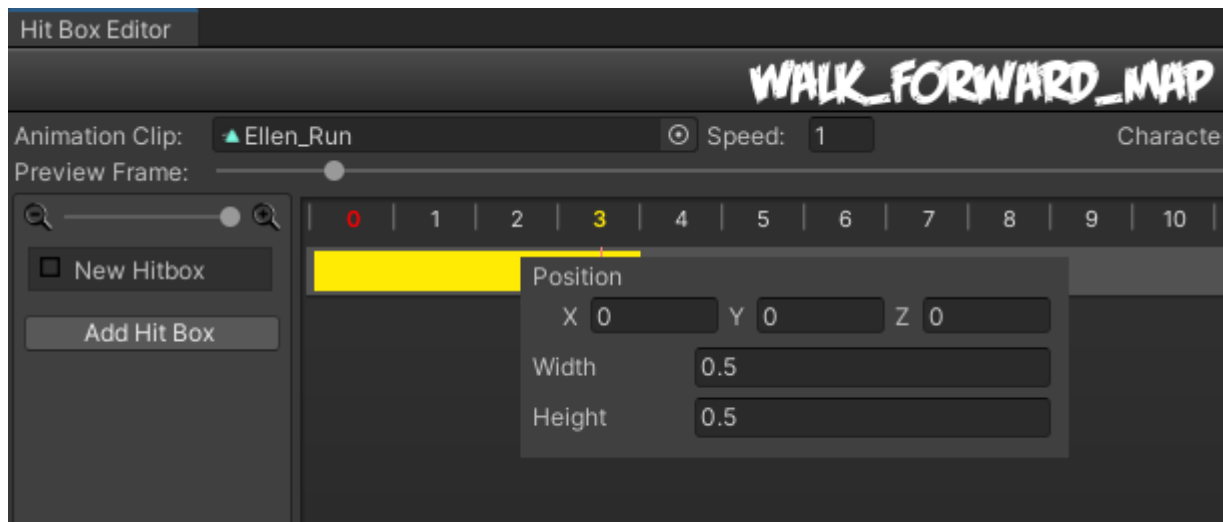 Hit Box Editor
WALK_FORWARD_MAP
Animation Clip: Ellen_Run Speed: 1 Characte
Preview Frame:
0 1 2 3 4 5 6 7 8 9 10
New Hitbox
Position
X 0 Y 0 Z 0
Add Hit Box
Width 0.5
Height 0.5